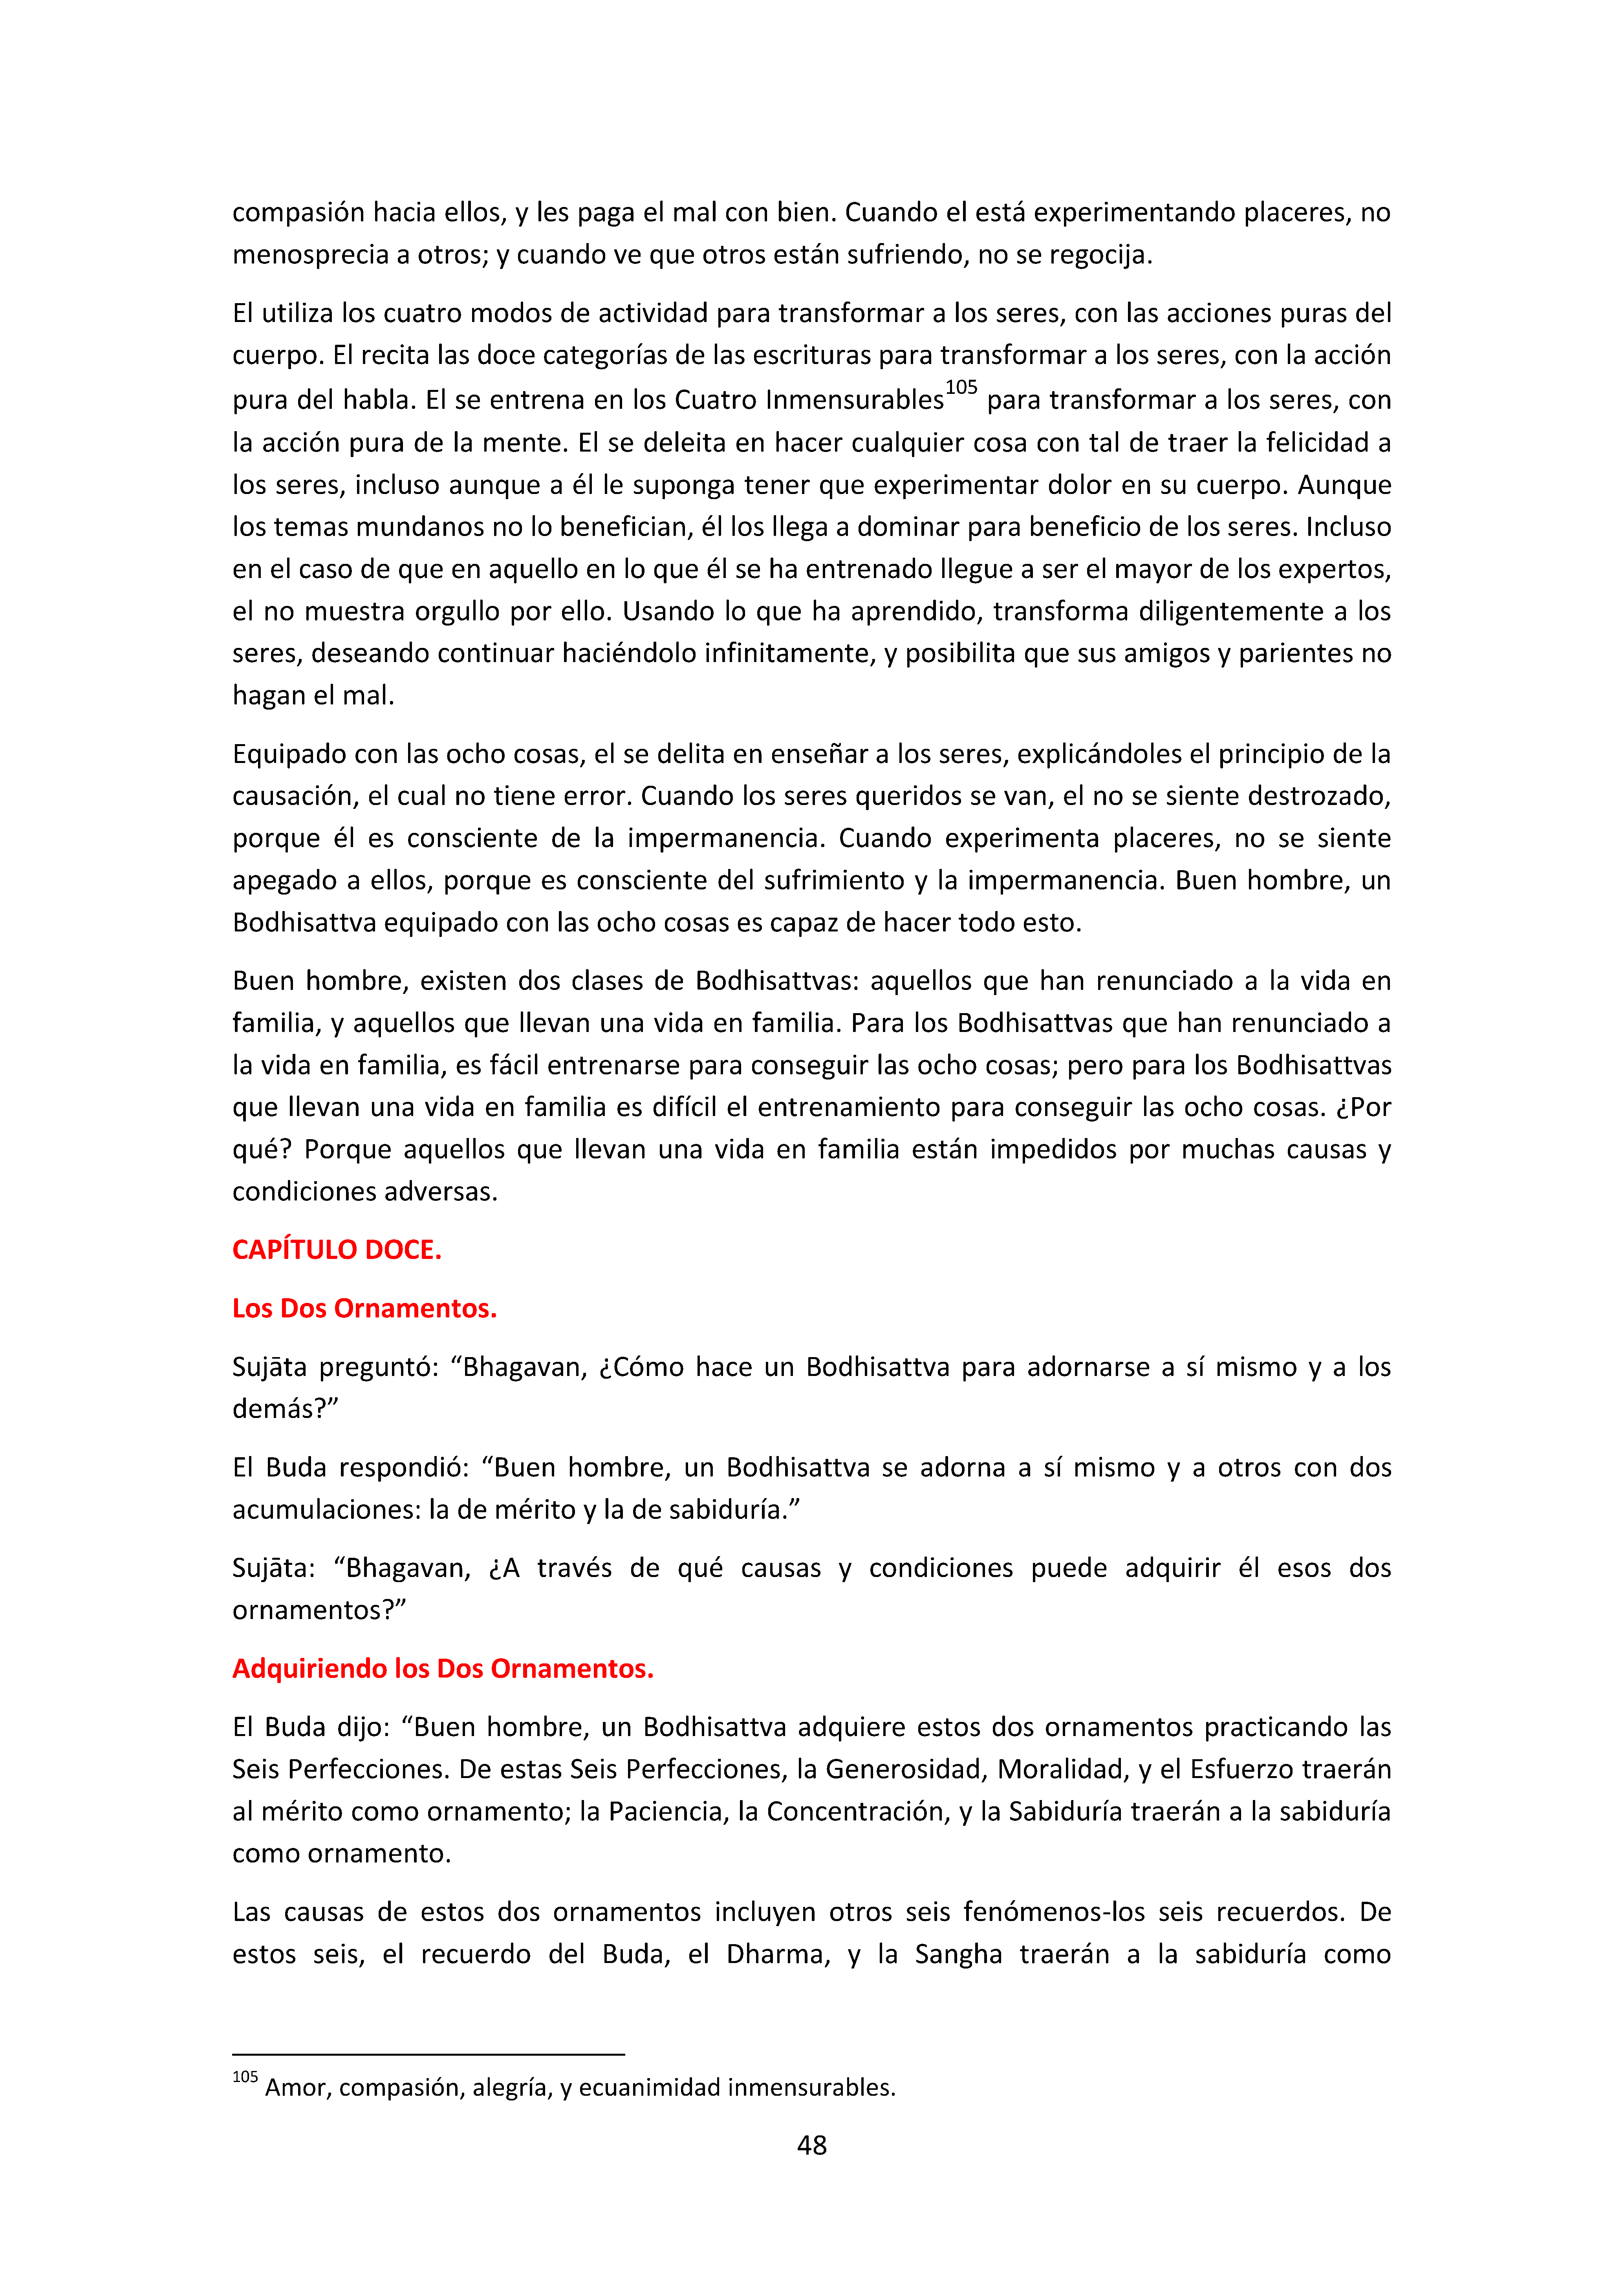 compasión hacia ellos, y les paga el mal con bien. Cuando el está experimentando placeres, no
menosprecia a otros; y cuando ve que otros están sufriendo, no se regocija.
El utiliza los cuatro modos de actividad para transformar a los seres, con las acciones puras del
cuerpo. El recita las doce categorías de las escrituras para transformar a los seres, con la acción
pura del habla. El se entrena en los Cuatro Inmensurables105 para transformar a los seres, con
la acción pura de la mente. El se deleita en hacer cualquier cosa con tal de traer la felicidad a
los seres, incluso aunque a él le suponga tener que experimentar dolor en su cuerpo. Aunque
los temas mundanos no lo benefician, él los llega a dominar para beneficio de los seres. Incluso
en el caso de que en aquello en lo que él se ha entrenado llegue a ser el mayor de los expertos,
el no muestra orgullo por ello. Usando lo que ha aprendido, transforma diligentemente a los
seres, deseando continuar haciéndolo infinitamente, y posibilita que sus amigos y parientes no
hagan el mal.
Equipado con las ocho cosas, el se delita en enseñar a los seres, explicándoles el principio de la
causación, el cual no tiene error. Cuando los seres queridos se van, el no se siente destrozado,
porque él es consciente de la impermanencia. Cuando experimenta placeres, no se siente
apegado a ellos, porque es consciente del sufrimiento y la impermanencia. Buen hombre, un
Bodhisattva equipado con las ocho cosas es capaz de hacer todo esto.
Buen hombre, existen dos clases de Bodhisattvas: aquellos que han renunciado a la vida en
familia, y aquellos que llevan una vida en familia. Para los Bodhisattvas que han renunciado a
la vida en familia, es fácil entrenarse para conseguir las ocho cosas; pero para los Bodhisattvas
que llevan una vida en familia es difícil el entrenamiento para conseguir las ocho cosas. ¿Por
qué? Porque aquellos que llevan una vida en familia están impedidos por muchas causas y
condiciones adversas.
CAPÍTULO DOCE.
Los Dos Ornamentos.
Sujāta preguntó: “Bhagavan, ¿Cómo hace un Bodhisattva para adornarse a sí mismo y a los
demás?”
El Buda respondió: “Buen hombre, un Bodhisattva se adorna a sí mismo y a otros con dos
acumulaciones: la de mérito y la de sabiduría.”
Sujāta: “Bhagavan, ¿A través de qué causas y condiciones puede adquirir él esos dos
ornamentos?”
Adquiriendo los Dos Ornamentos.
El Buda dijo: “Buen hombre, un Bodhisattva adquiere estos dos ornamentos practicando las
Seis Perfecciones. De estas Seis Perfecciones, la Generosidad, Moralidad, y el Esfuerzo traerán
al mérito como ornamento; la Paciencia, la Concentración, y la Sabiduría traerán a la sabiduría
como ornamento.
Las causas de estos dos ornamentos incluyen otros seis fenómenos-los seis recuerdos. De
estos seis, el recuerdo del Buda, el Dharma, y la Sangha traerán a la sabiduría como
105 Amor, compasión, alegría, y ecuanimidad inmensurables.
48